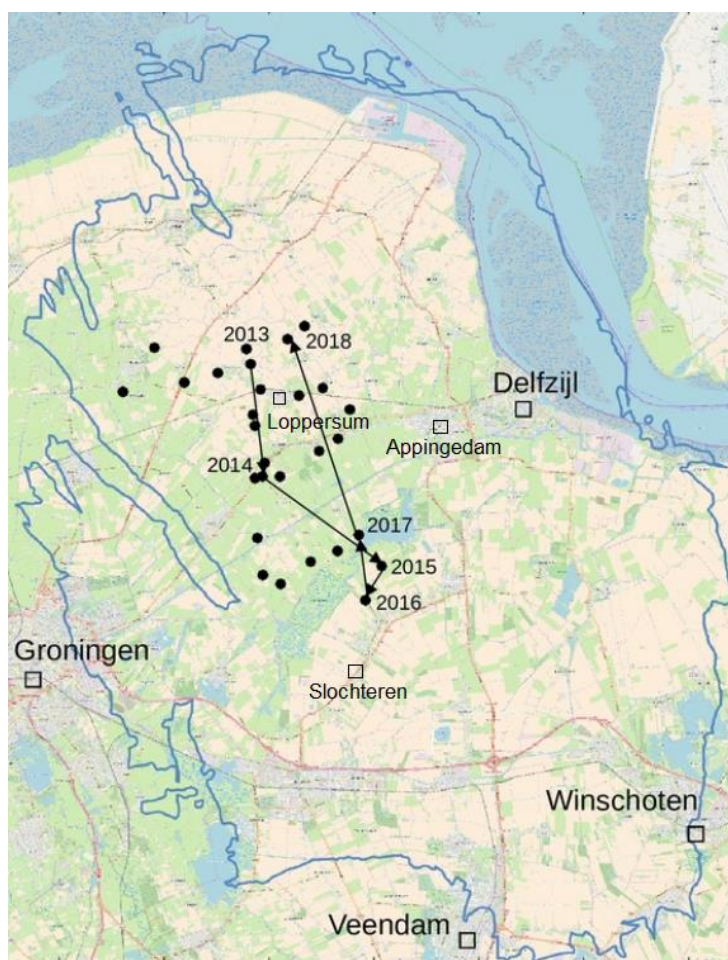 2013
2018
Delfzijl
Loppersum
Appingedam
2014
2017
2015
2016
Groningen
Slochteren
Winschoten
Veendam